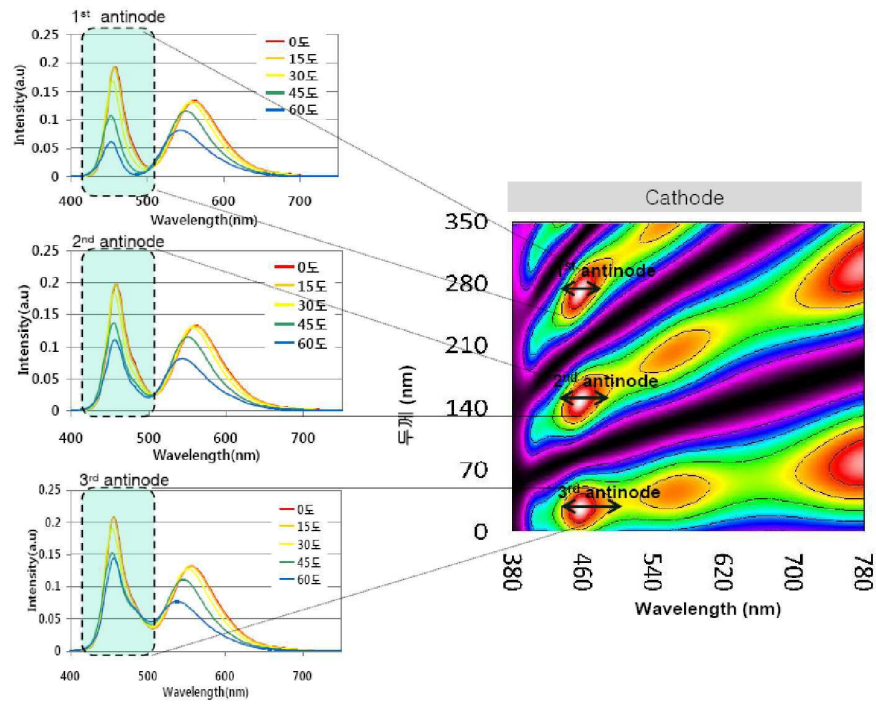 1st antinode
0.25
0.2
0.15
0.1
0.05
0
Intensity(a.u)
0도
15도
30도
45도
60도
400 500 600 700
Wavelength(nm)
2nd antinode
0.25
0.2
0.15
0.1
0.05
0
Intensity(a.u)
0도
15도
30도
45도
60도
400 500 600 700
Wavelength(nm)
3rd antinode
0.25
0.2
0.15
0.1
0.05
0
Intensity(a.u)
0도
15도
30도
45도
60도
400 500 600 700
Wavelength(nm)
Cathode
350
280
210
140
70
0
두께 (nm)
1st antinode
2nd antinode
3rd antinode
380 460 540 620 700 780
Wavelength (nm)